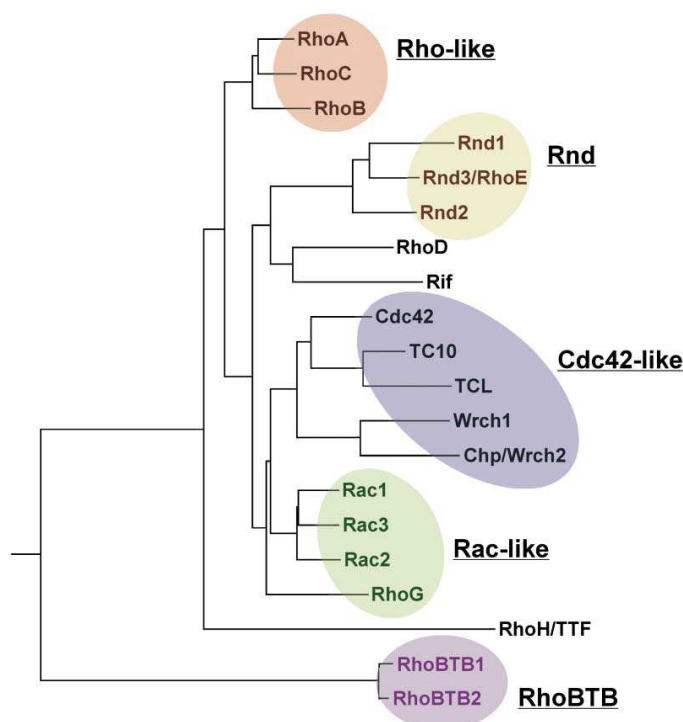 RhoA
Rho-like
RhoC
RhoB
Rnd1
Rnd
Rnd3/RhoE
Rnd2
RhoD
Rif
Cdc42
TC10
Cdc42-like
TCL
Wrch1
Chp/Wrch2
Rac1
Rac3
Rac-like
Rac2
RhoG
RhoH/TTF
RhoBTB1
RhoBTB2
RhoBTB